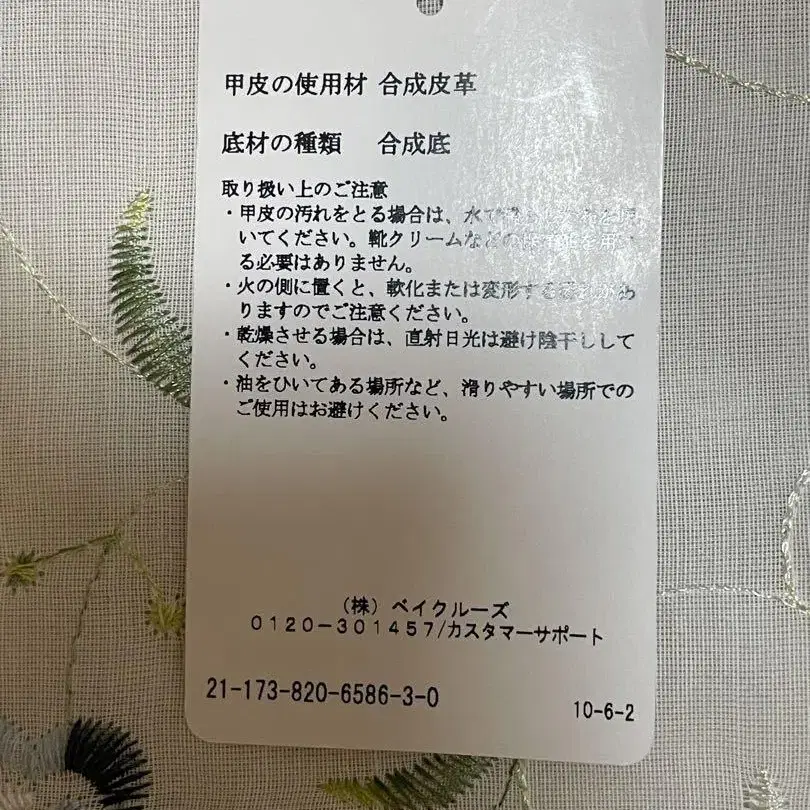 甲皮の使用材 合成皮革
底材の種類 合成底
取り扱い上のご注意
・甲皮の汚れをとる場合は、水で
いてください。靴クリームなどの
る必要はありません。
・火の側に置くと、軟化または変形する
りますのでご注意ください。
・乾燥させる場合は、直射日光は避け陰干しして
ください。
・油をひいてある場所など、滑りやすい場所での
ご使用はお避けください。
(株)ベイクルーズ
0120-301457/カスタマーサポート
21-173-820-6586-3-0
10-6-2